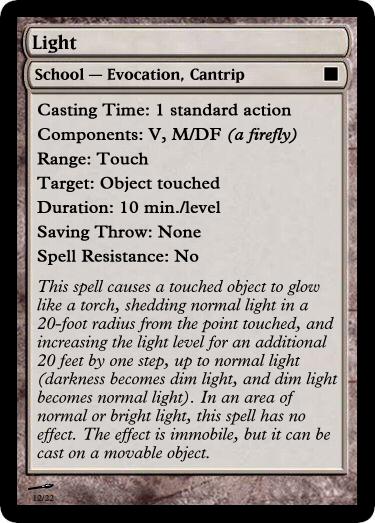 Light
School — Evocation, Cantrip
Casting Time: 1 standard action
Components: V, M/DF (a firefly)
Range: Touch
Target: Object touched
Duration: 10 min./level
Saving Throw: None
Spell Resistance: No
This spell causes a touched object to glow
like a torch, shedding normal light in a
20-foot radius from the point touched, and
increasing the light level for an additional
20 feet by one step, up to normal light
(darkness becomes dim light, and dim light
becomes normal light). In an area of
normal or bright light, this spell has no
effect. The effect is immobile, but it can be
cast on a movable object.
12/22